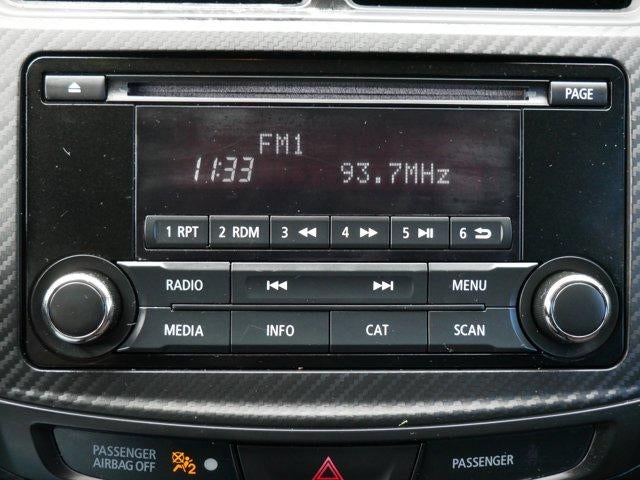 PAGE
FM1
11:33 93.7MHz
1 RPT 2 RDM 3 4 5 6
RADIO MENU
MEDIA INFO CAT SCAN
PASSENGER
AIRBAG OFF 2 PASSENGER